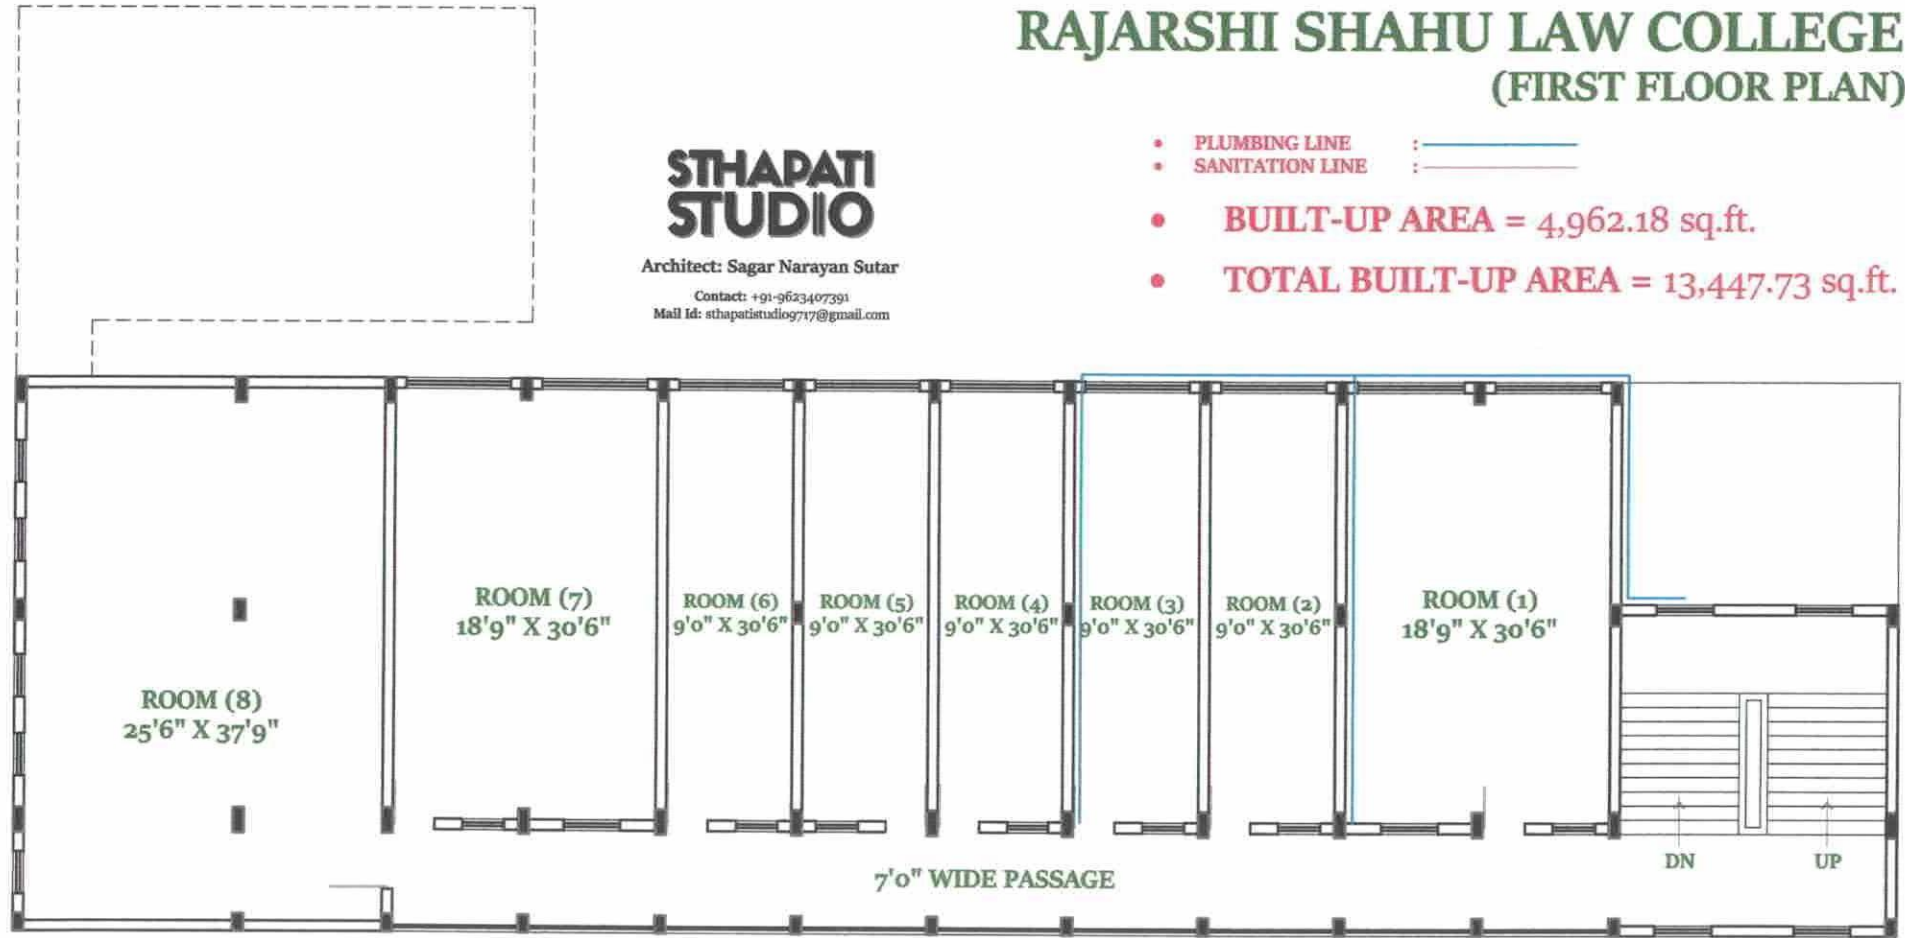 RAJARSHI SHAHU LAW COLLEGE
(FIRST FLOOR PLAN)
STHAPATI
STUDIO
Architect: Sagar Narayan Sutar
Contact: +91-9623407391
Mail Id: sthapatistudio9717@gmail.com
• PLUMBING LINE :
• SANITATION LINE :
• BUILT-UP AREA = 4,962.18 sq.ft.
• TOTAL BUILT-UP AREA = 13,447.73 sq.ft.
ROOM (8)
25'6" X 37'9"
ROOM (7)
18'9" X 30'6"
ROOM (6)
9'0" X 30'6"
ROOM (5)
9'0" X 30'6"
ROOM (4)
9'0" X 30'6"
ROOM (3)
9'0" X 30'6"
ROOM (2)
9'0" X 30'6"
ROOM (1)
18'9" X 30'6"
DN
UP
7'0" WIDE PASSAGE